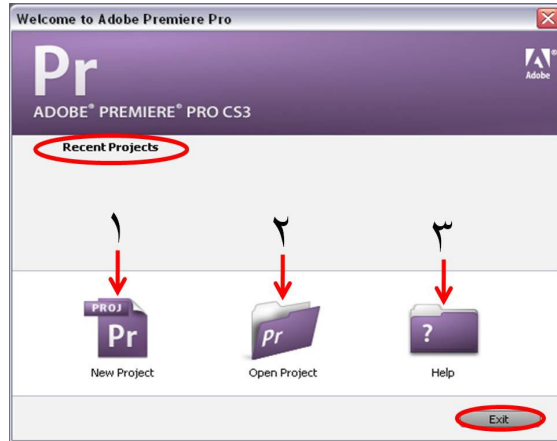 Welcome to Adobe Premiere Pro
Pr
Adobe
ADOBE® PREMIERE® PRO CS3
Recent Projects
١ ٢ ٣
PROJ
Pr Pr ?
New Project Open Project Help
Exit